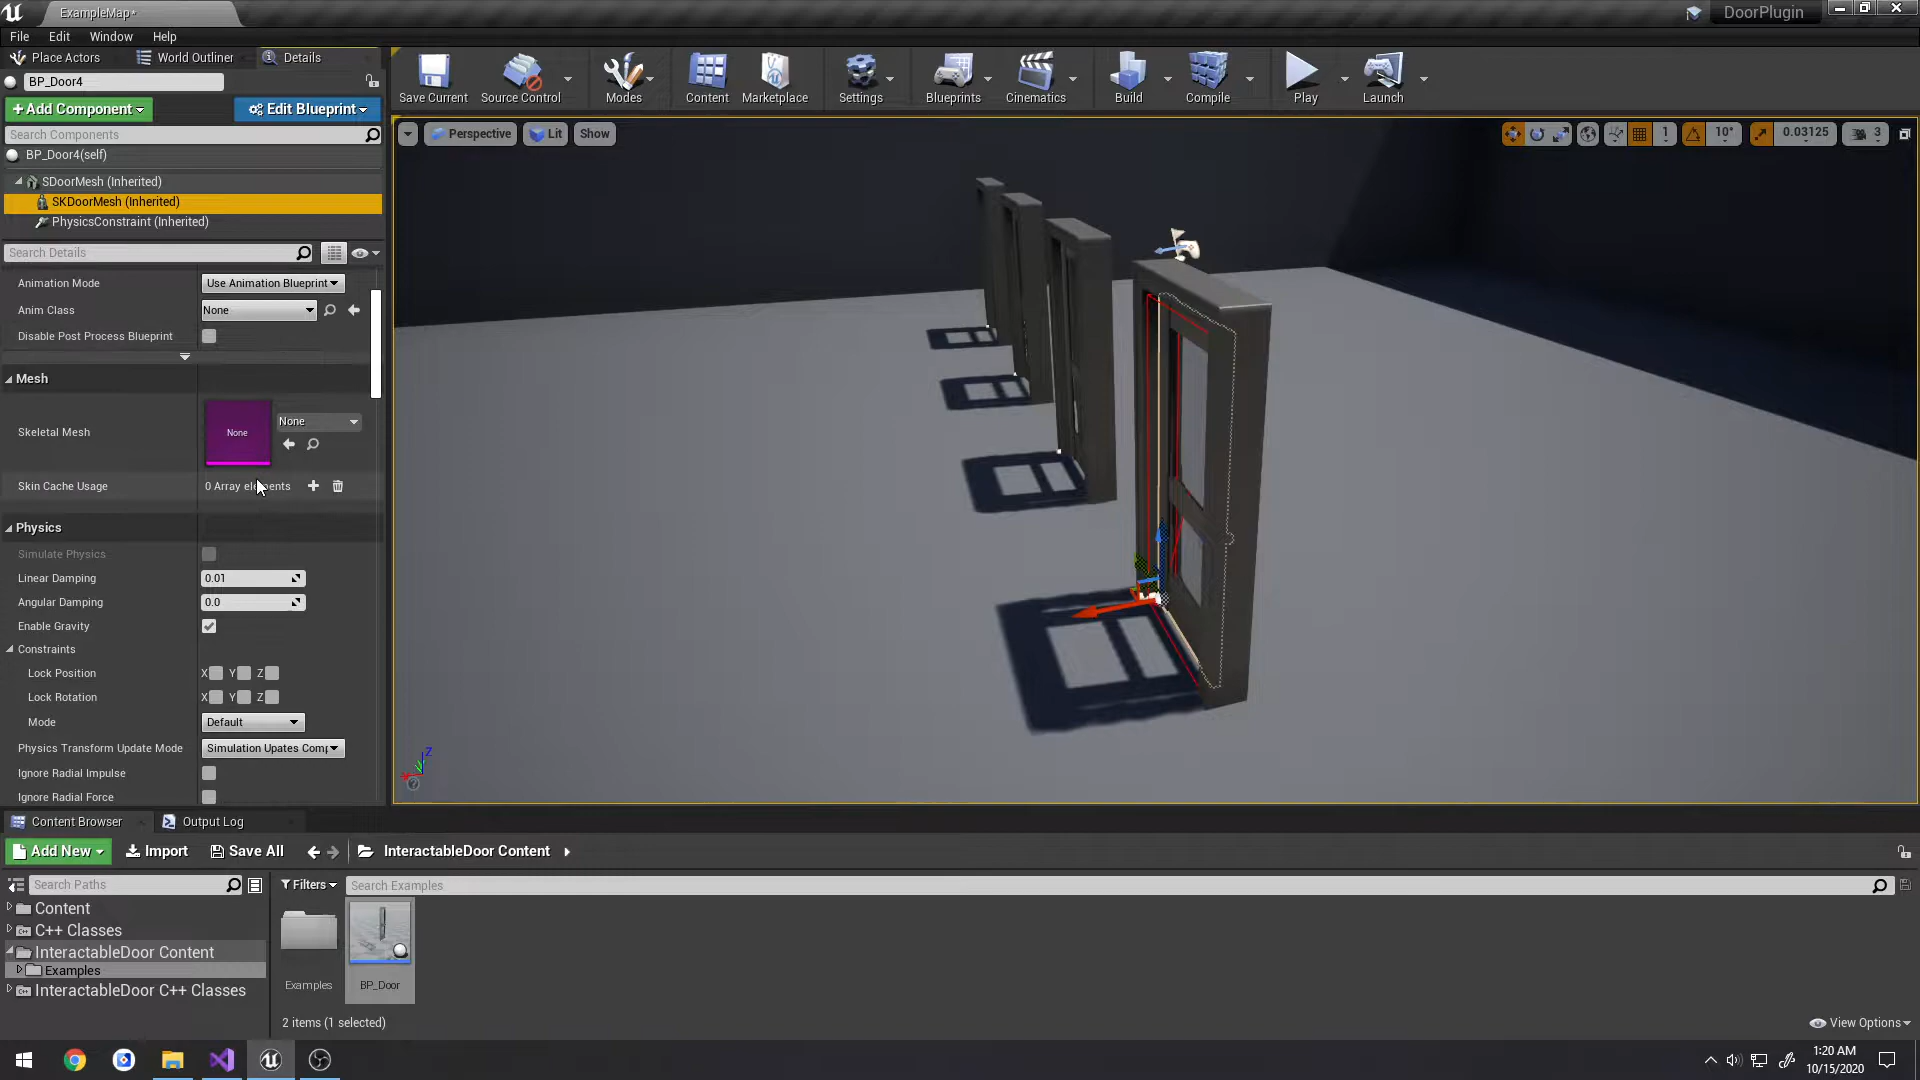 ExampleMap*
DoorPlugin
File Edit Window Help
Place Actors World Outliner Details
BP_Door4
+Add Component Edit Blueprint
Search Components
BP_Door4(self)
SDoorMesh (Inherited)
SKDoorMesh (Inherited)
PhysicsConstraint (Inherited)
Search Details
Animation Mode Use Animation Blueprint
Anim Class None
Disable Post Process Blueprint
Mesh
Skeletal Mesh None None
Skin Cache Usage 0 Array elements
Physics
Simulate Physics
Linear Damping 0.01
Angular Damping 0.0
Enable Gravity
Constraints
Lock Position X Y Z
Lock Rotation X Y Z
Mode Default
Physics Transform Update Mode Simulation Upates Comp
Ignore Radial Impulse
Ignore Radial Force
Save Current Source Control Modes Content Marketplace Settings Blueprints Cinematics Build Compile Play Launch
Perspective Lit Show
1 10° 0.03125 3
Z
Content Browser Output Log
Add New Import Save All InteractableDoor Content
Search Paths
Filters Search Examples
Content
C++ Classes
InteractableDoor Content
Examples
InteractableDoor C++ Classes
Examples BP_Door
2 items (1 selected)
View Options
1:20 AM
10/15/2020